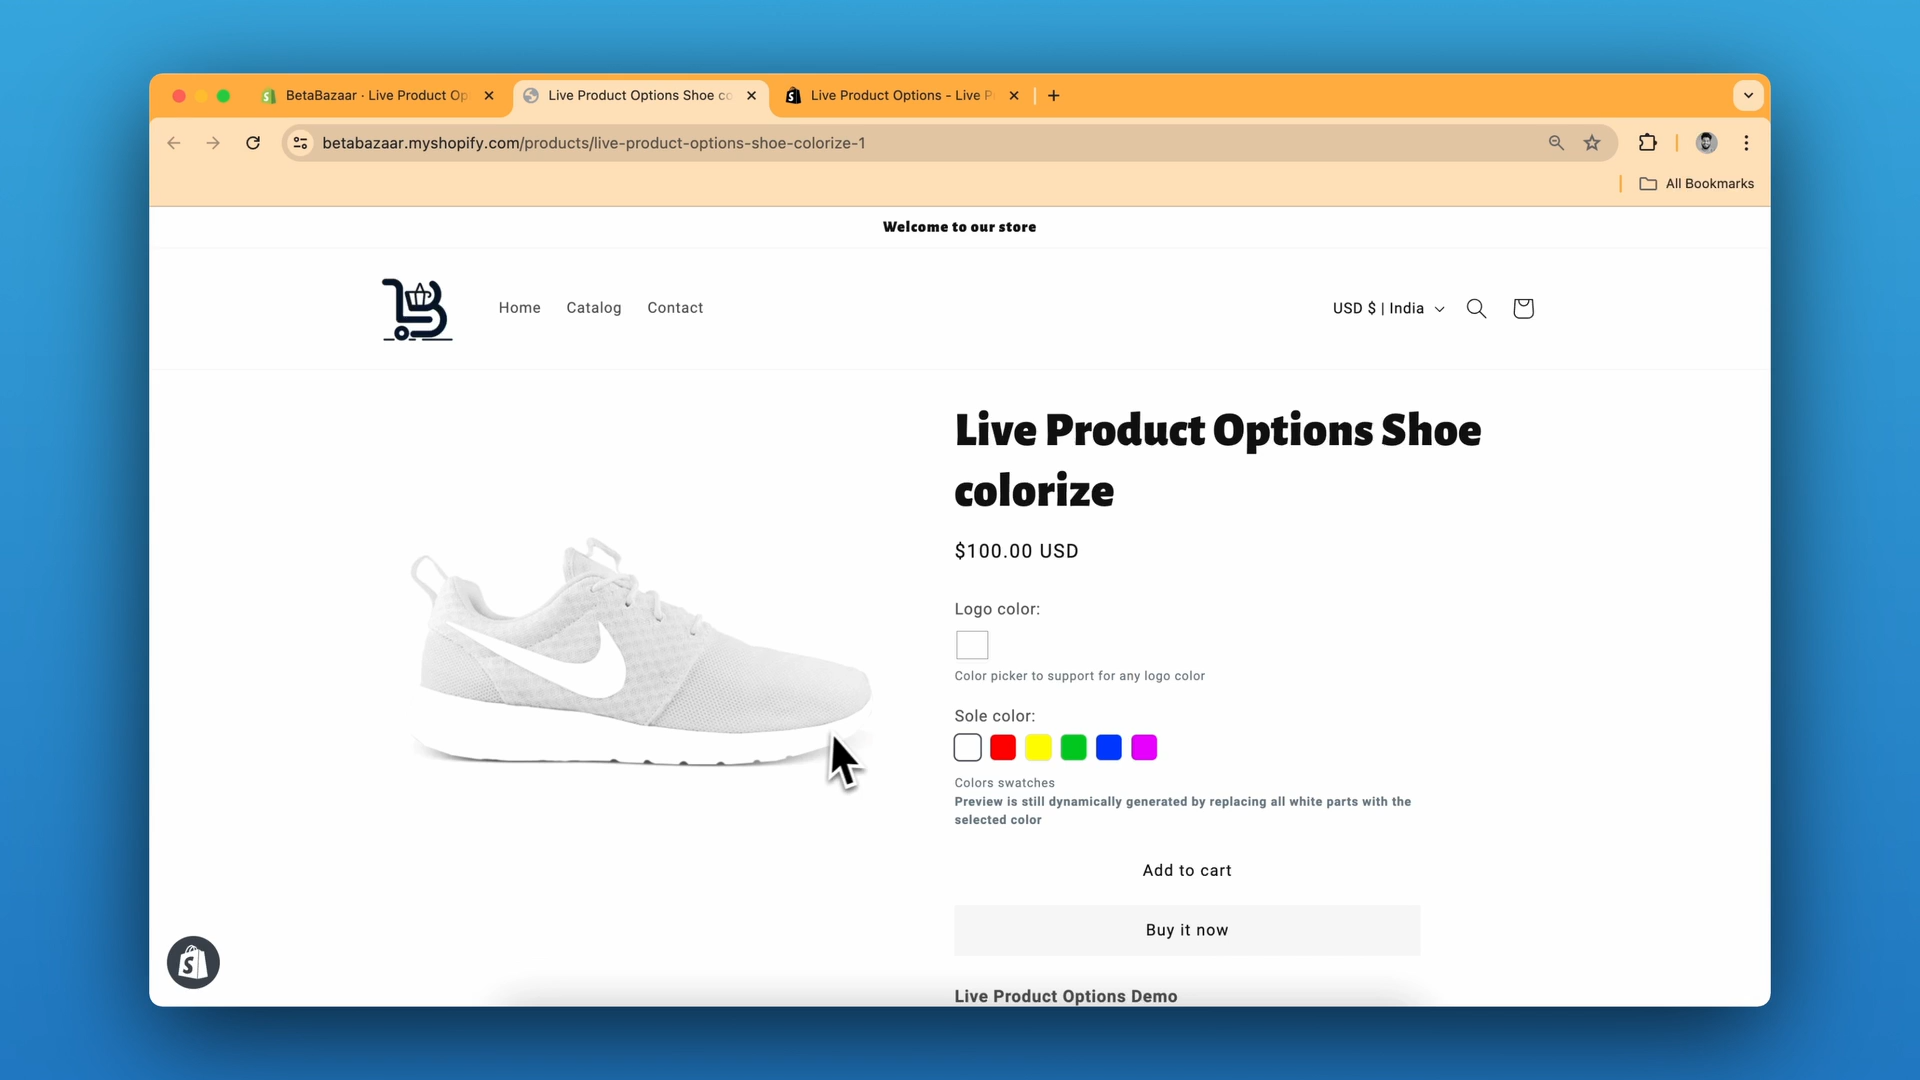 BetaBazaar · Live Product Op
Live Product Options Shoe co
Live Product Options - Live P
betabazaar.myshopify.com/products/live-product-options-shoe-colorize-1
All Bookmarks
Welcome to our store
Home
Catalog
Contact
USD $ | India
Live Product Options Shoe
colorize
$100.00 USD
Logo color:
Color picker to support for any logo color
Sole color:
Colors swatches
Preview is still dynamically generated by replacing all white parts with the
selected color
Add to cart
Buy it now
Live Product Options Demo